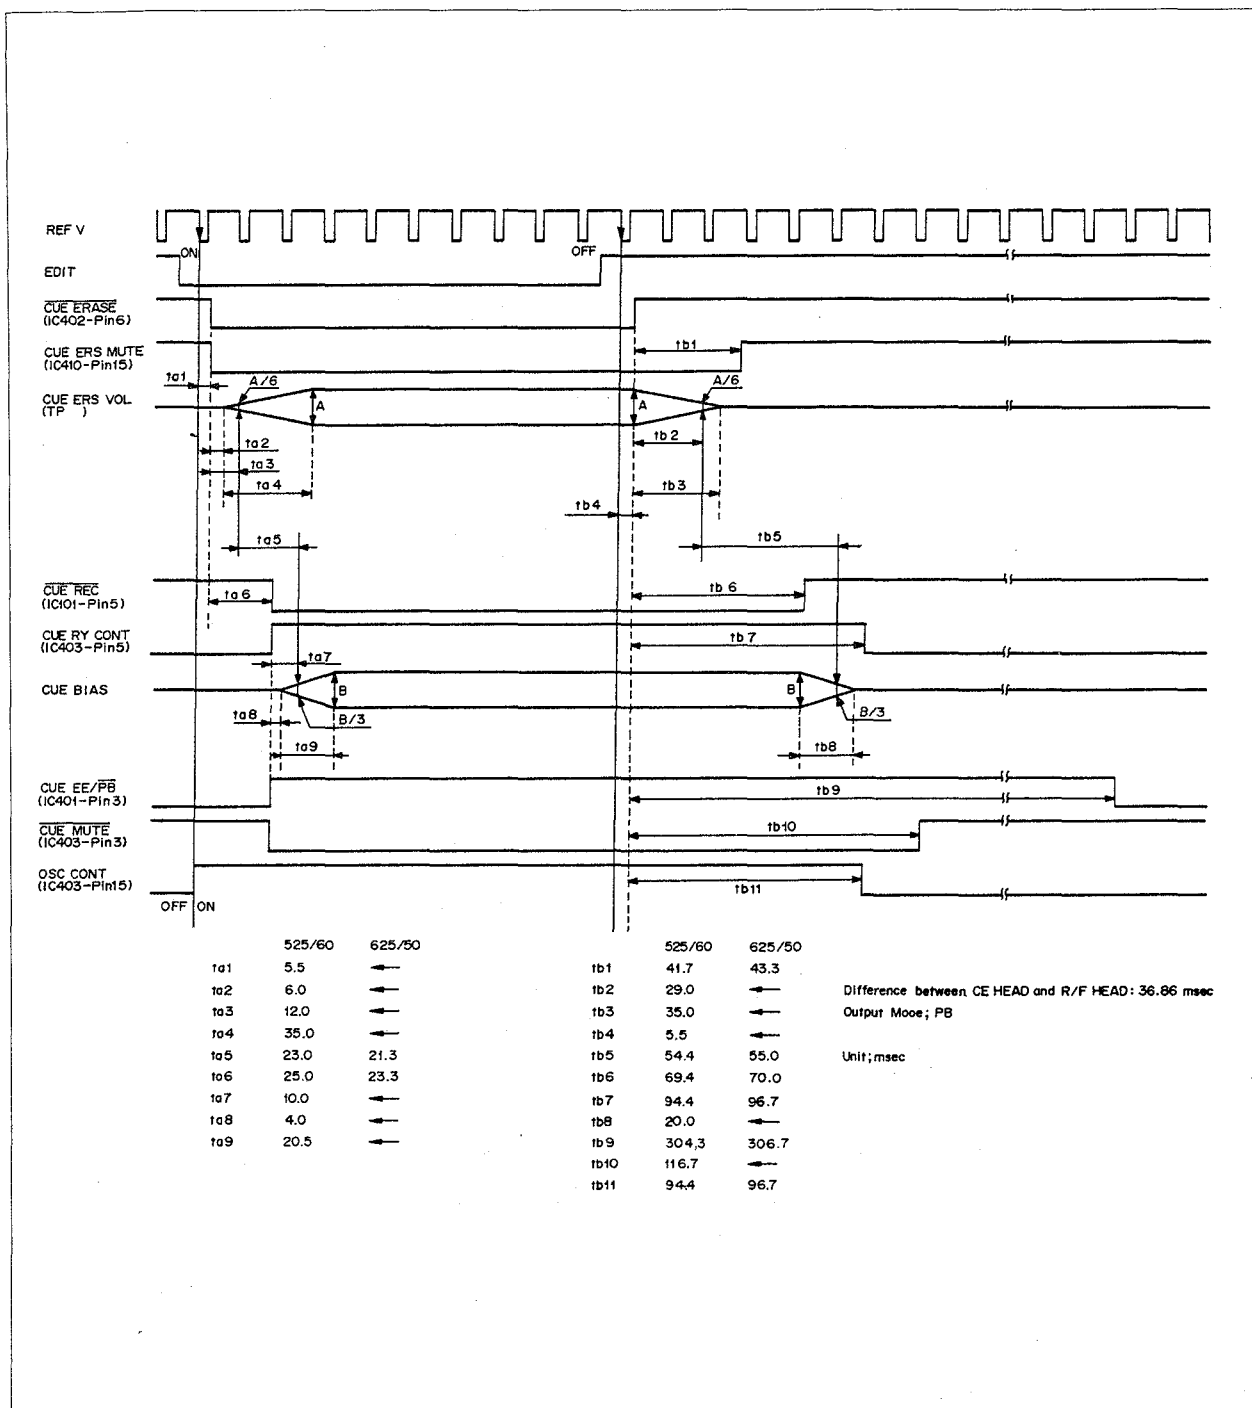 REF V
ON
OFF
EDIT
CUE ERASE
(IC402-Pin6)
CUE ERS MUTE
(IC410-Pin15)
tb1
ta1
A/6
A/6
CUE ERS VOL
(TP )
A
A
ta2
tb2
ta3
ta4
tb3
tb4
ta5
tb5
CUE REC
(IC101-Pin5)
ta6
tb6
CUE RY CONT
(IC403-Pin5)
tb7
ta7
CUE BIAS
B
B
ta8
B/3
B/3
ta9
tb8
CUE EE/PB
(IC401-Pin3)
tb9
CUE MUTE
(IC403-Pin3)
tb10
OSC CONT
(IC403-Pin15)
tb11
OFF ON
525/60 625/50
ta1 5.5 ←
ta2 6.0 ←
ta3 12.0 ←
ta4 35.0 ←
ta5 23.0 21.3
ta6 25.0 23.3
ta7 10.0 ←
ta8 4.0 ←
ta9 20.5 ←
525/60 625/50
tb1 41.7 43.3
tb2 29.0 ←
tb3 35.0 ←
tb4 5.5 ←
tb5 54.4 55.0
tb6 69.4 70.0
tb7 94.4 96.7
tb8 20.0 ←
tb9 304,3 306.7
tb10 116.7 ←
tb11 94.4 96.7
Difference between CE HEAD and R/F HEAD: 36.86 msec
Output Mode; PB
Unit; msec